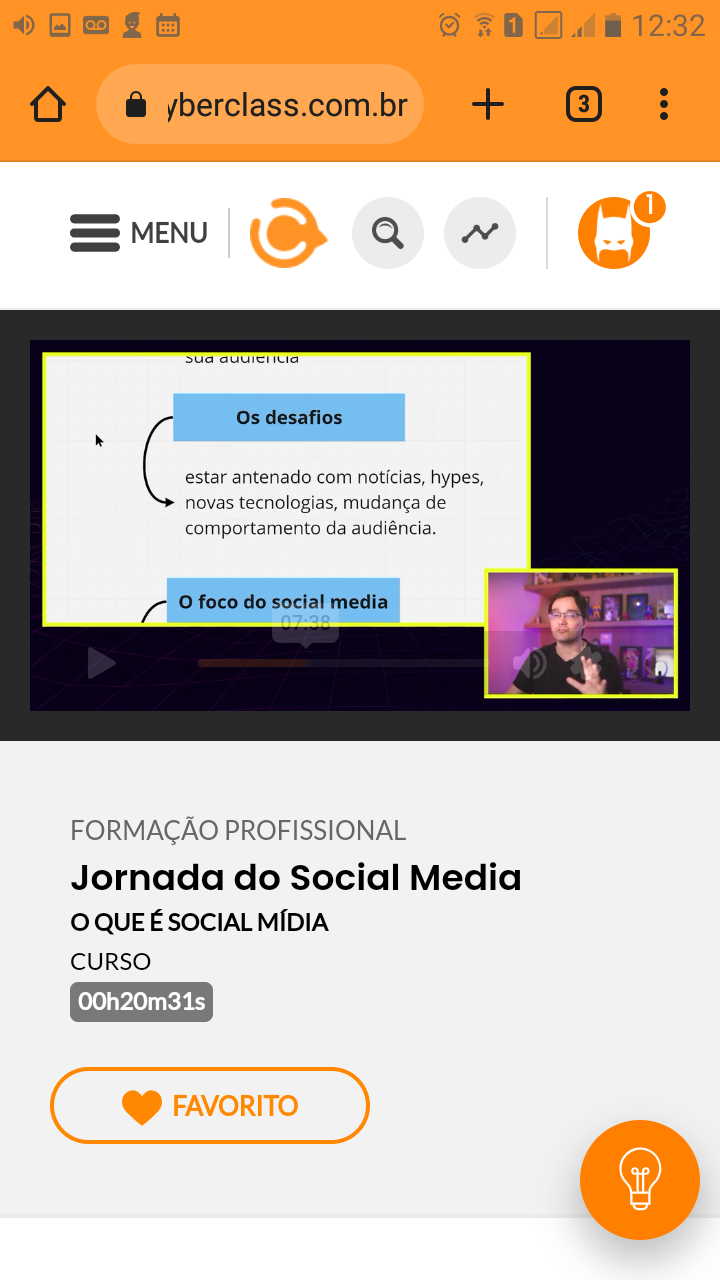 12:32
yberclass.com.br
3
MENU
1
sua audiência
Os desafios
estar antenado com notícias, hypes,
novas tecnologias, mudança de
comportamento da audiência.
O foco do social media
07:38
FORMAÇÃO PROFISSIONAL
Jornada do Social Media
O QUE É SOCIAL MÍDIA
CURSO
00h20m31s
FAVORITO